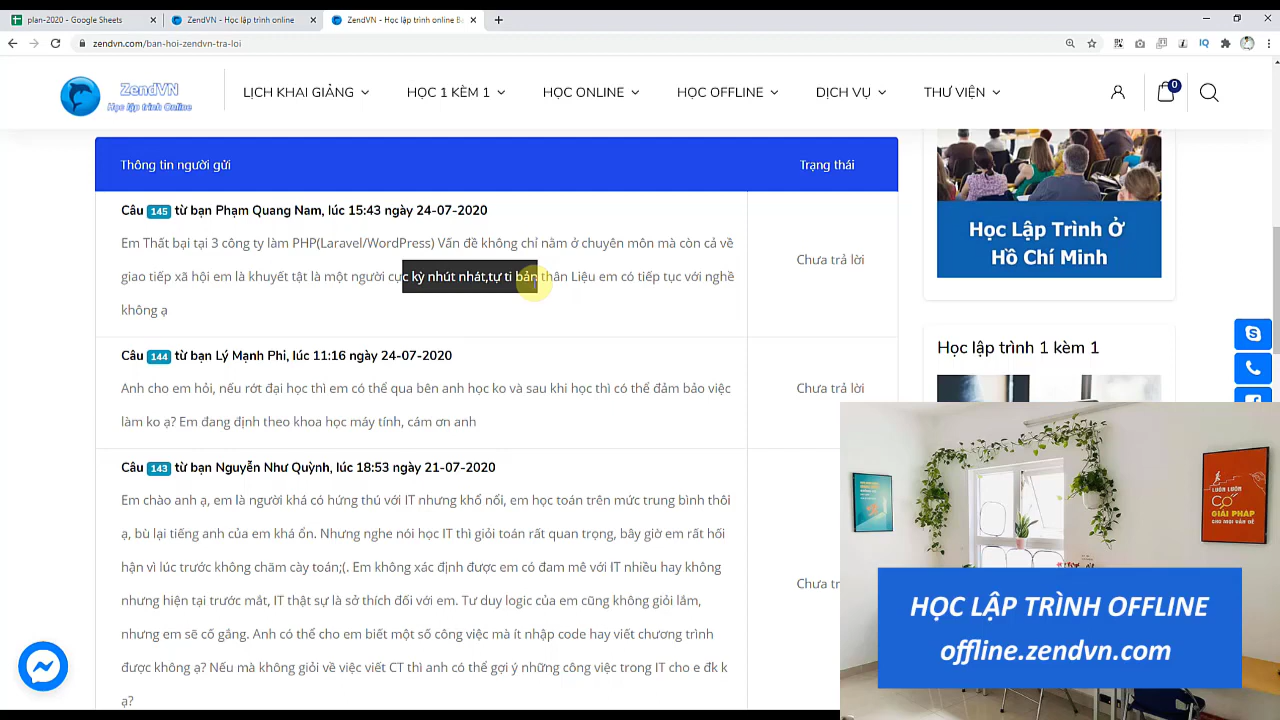 plan-2020 - Google Sheets
ZendVN - Học lập trình online
ZendVN - Học lập trình online Bạ
zendvn.com/ban-hoi-zendvn-tra-loi
IQ
ZendVN
Học lập trình Online
LỊCH KHAI GIẢNG
HỌC 1 KÈM 1
HỌC ONLINE
HỌC OFFLINE
DỊCH VỤ
THƯ VIỆN
0
Thông tin người gửi
Trạng thái
Câu 145 từ bạn Phạm Quang Nam, lúc 15:43 ngày 24-07-2020
Em Thất bại tại 3 công ty làm PHP(Laravel/WordPress) Vấn đề không chỉ nằm ở chuyên môn mà còn cả về
giao tiếp xã hội em là khuyết tật là một người cực kỳ nhút nhát,tự ti bản thân Liệu em có tiếp tục với nghề
không ạ
Chưa trả lời
Câu 144 từ bạn Lý Mạnh Phi, lúc 11:16 ngày 24-07-2020
Anh cho em hỏi, nếu rớt đại học thì em có thể qua bên anh học ko và sau khi học thì có thể đảm bảo việc
làm ko ạ? Em đang định theo khoa học máy tính, cám ơn anh
Chưa trả lời
Câu 143 từ bạn Nguyễn Như Quỳnh, lúc 18:53 ngày 21-07-2020
Em chào anh ạ, em là người khá có hứng thú với IT nhưng khổ nổi, em học toán trên mức trung bình thôi
ạ, bù lại tiếng anh của em khá ổn. Nhưng nghe nói học IT thì giỏi toán rất quan trọng, bây giờ em rất hối
hận vì lúc trước không chăm cày toán;(. Em không xác định được em có đam mê với IT nhiều hay không
nhưng hiện tại trước mắt, IT thật sự là sở thích đối với em. Tư duy logic của em cũng không giỏi lắm,
nhưng em sẽ cố gắng. Anh có thể cho em biết một số công việc mà ít nhập code hay viết chương trình
được không ạ? Nếu mà không giỏi về việc viết CT thì anh có thể gợi ý những công việc trong IT cho e đk k
ạ?
Chưa tr
Học Lập Trình Ở
Hồ Chí Minh
Học lập trình 1 kèm 1
LUÔN LUÔN
CÓ
GIẢI PHÁP
CHO MỌI VẤN ĐỀ
HỌC LẬP TRÌNH OFFLINE
offline.zendvn.com